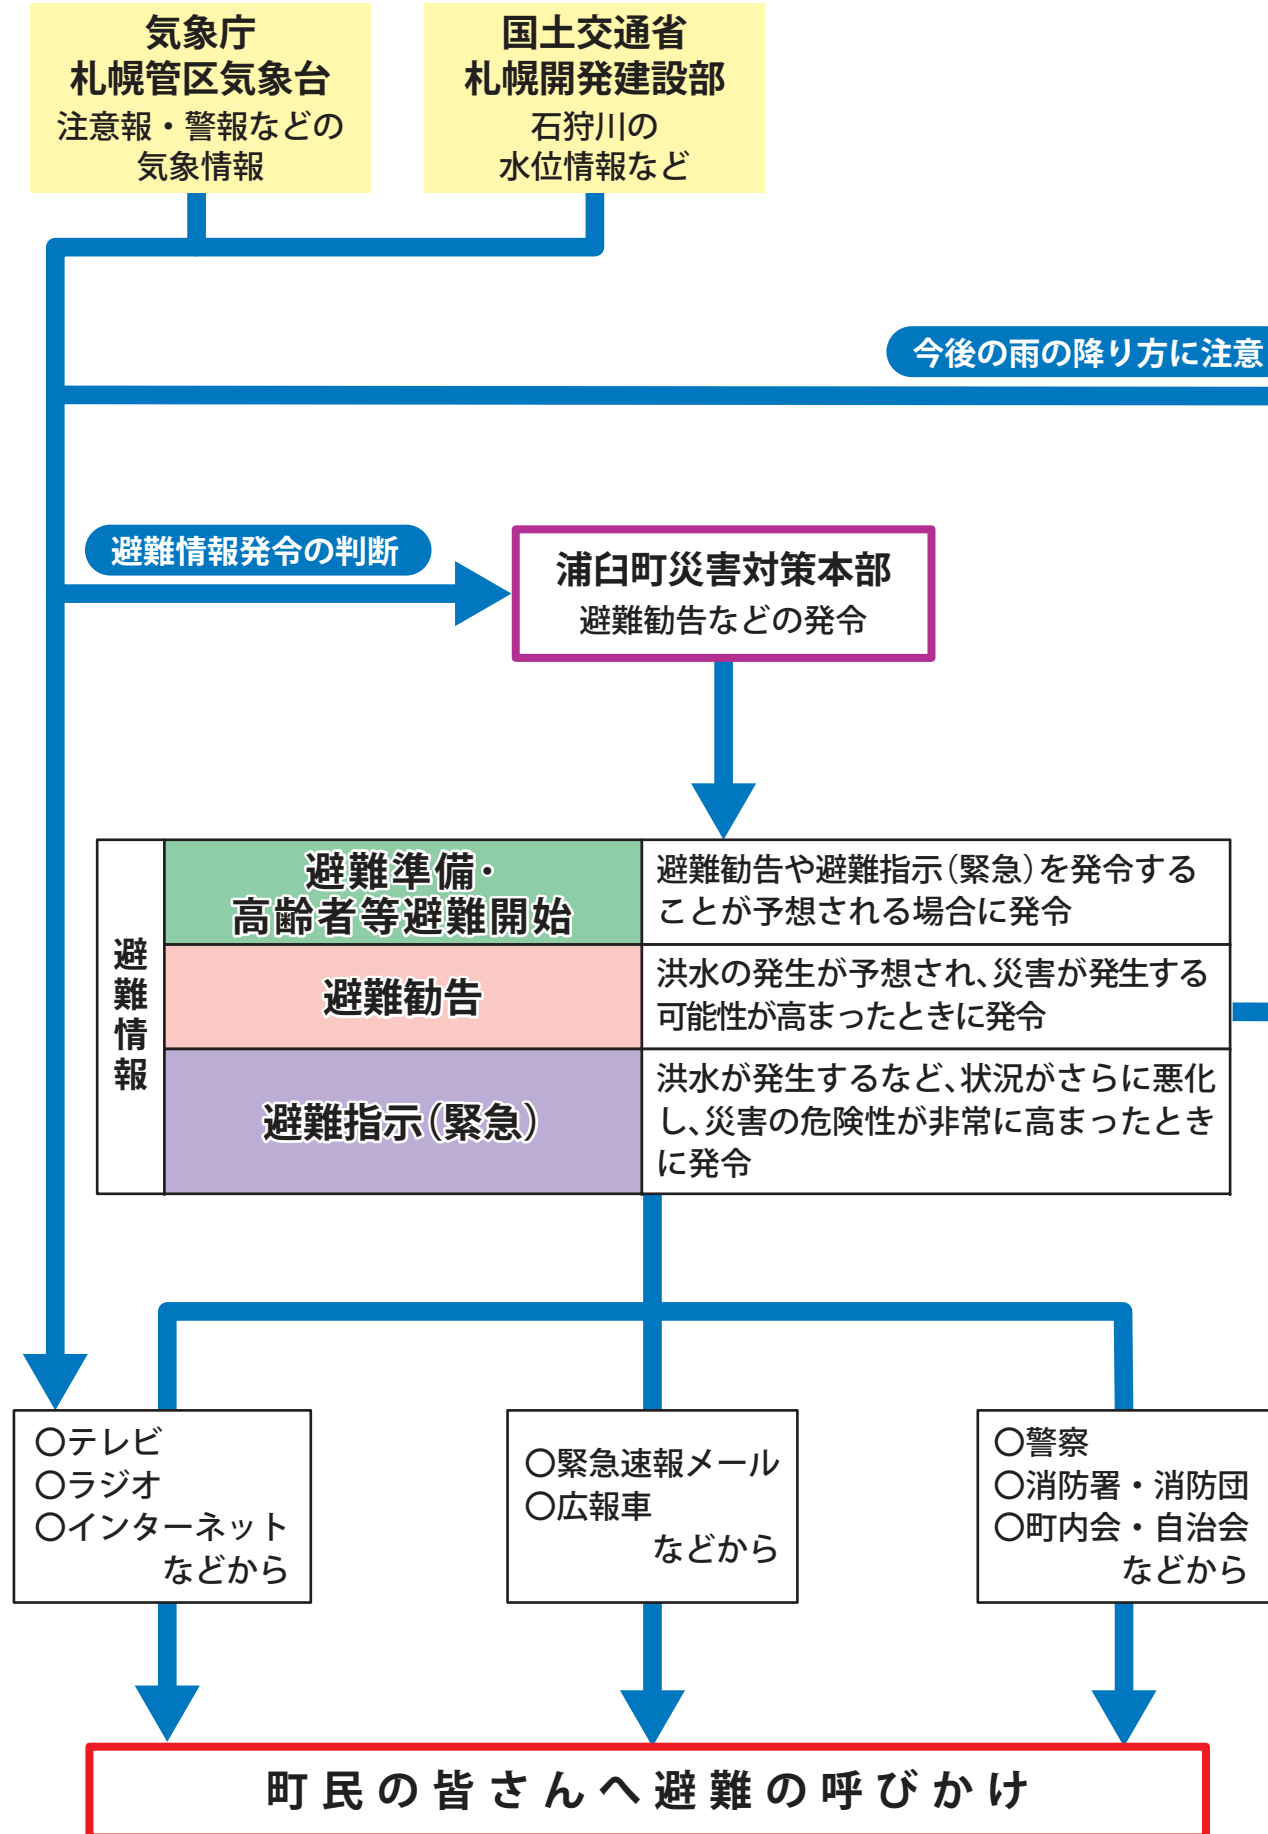 気象庁
札幌管区気象台
注意報・警報などの
気象情報
国土交通省
札幌開発建設部
石狩川の
水位情報など
今後の雨の降り方に注意
避難情報発令の判断
浦臼町災害対策本部
避難勧告などの発令
避難情報
避難準備・
高齢者等避難開始
避難勧告や避難指示(緊急)を発令する
ことが予想される場合に発令
避難勧告
洪水の発生が予想され、災害が発生する
可能性が高まったときに発令
避難指示(緊急)
洪水が発生するなど、状況がさらに悪化
し、災害の危険性が非常に高まったとき
に発令
〇テレビ
〇ラジオ
〇インターネット
などから
〇緊急速報メール
〇広報車
などから
〇警察
〇消防署・消防団
〇町内会・自治会
などから
町民の皆さんへ避難の呼びかけ